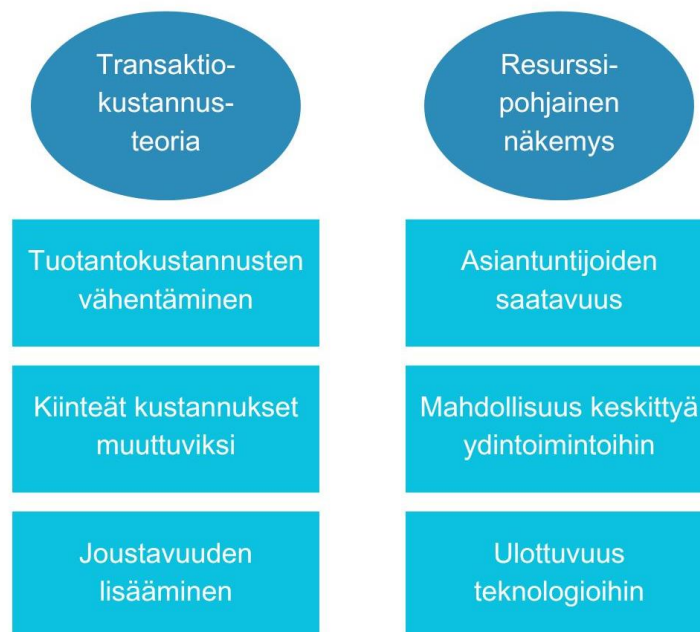 Transaktio-
kustannus-
teoria
Tuotantokustannusten
vähentäminen
Kiinteät kustannukset
muuttuviksi
Joustavuuden
lisääminen
Resurssi-
pohjainen
näkemys
Asiantuntijoiden
saatavuus
Mahdollisuus keskittyä
ydintoimintoihin
Ulottuvuus
teknologioihin